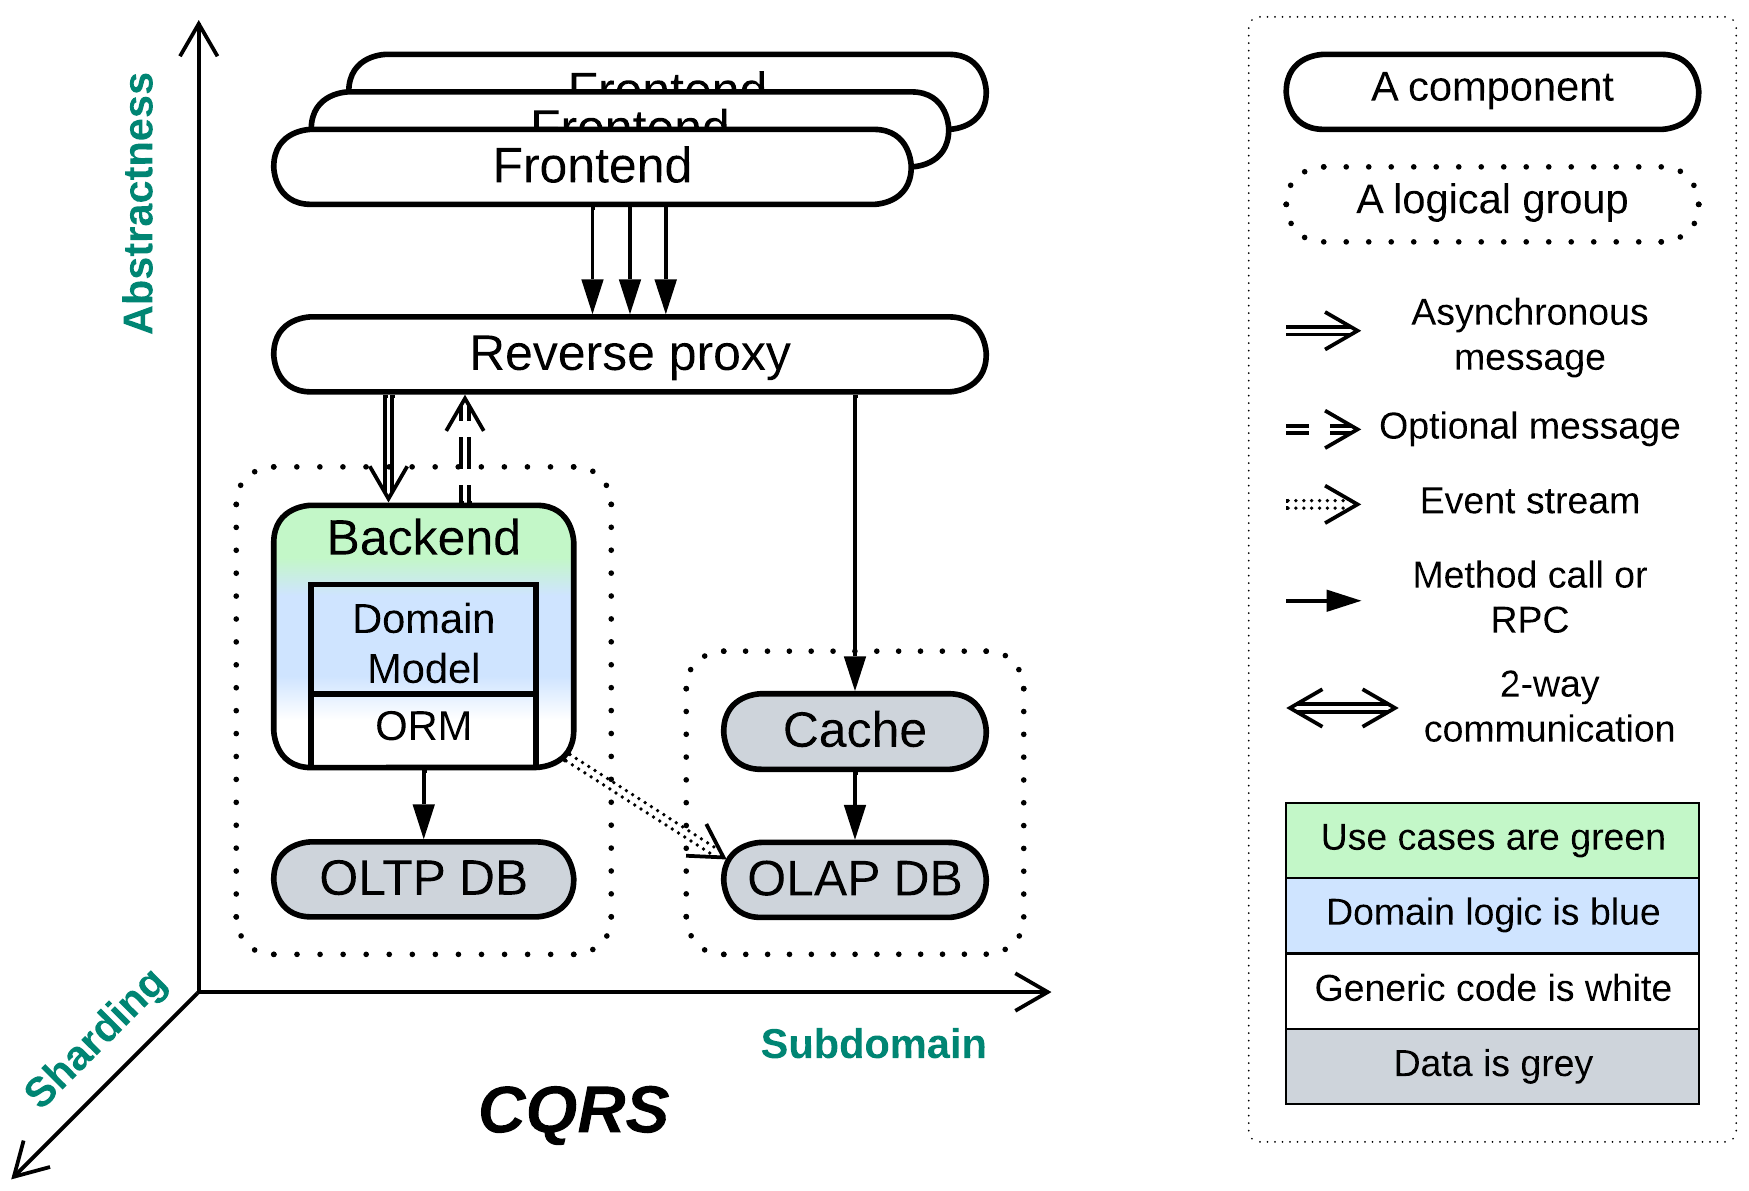 Abstractness
Frontend
Frontend
Frontend
Reverse proxy
Backend
Domain
Model
ORM
Cache
OLTP DB
OLAP DB
Sharding
Subdomain
CQRS
A component
A logical group
Asynchronous
message
Optional message
Event stream
Method call or
RPC
2-way
communication
Use cases are green
Domain logic is blue
Generic code is white
Data is grey